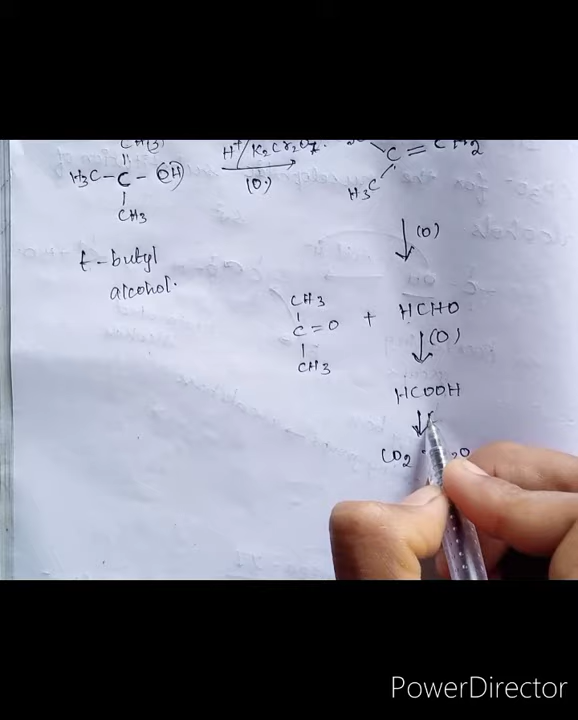 CH3
H3C-C-OH
CH3
H+/K2Cr2O7
(O)
C=CH2
H3C
t-butyl
alcohol.
(O)
CH3
C=O + HCHO
CH3
(O)
HCOOH
CO2
PowerDirector